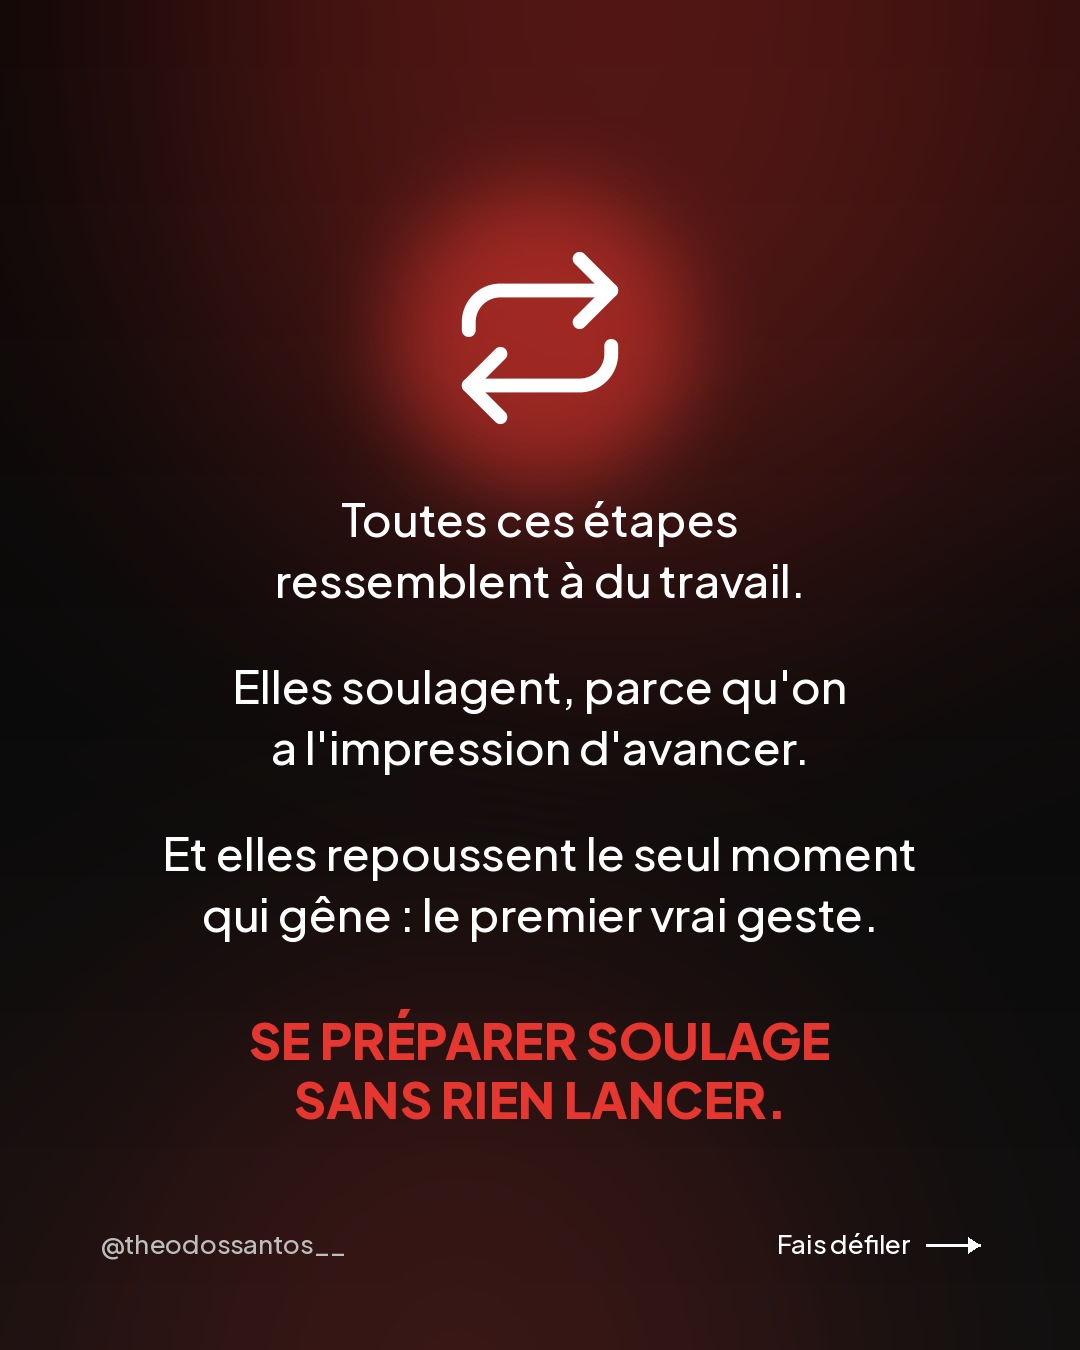 Toutes ces étapes
ressemblent à du travail.
Elles soulagent, parce qu'on
a l'impression d'avancer.
Et elles repoussent le seul moment
qui gêne : le premier vrai geste.
SE PRÉPARER SOULAGE
SANS RIEN LANCER.
@theodossantos__
Fais défiler